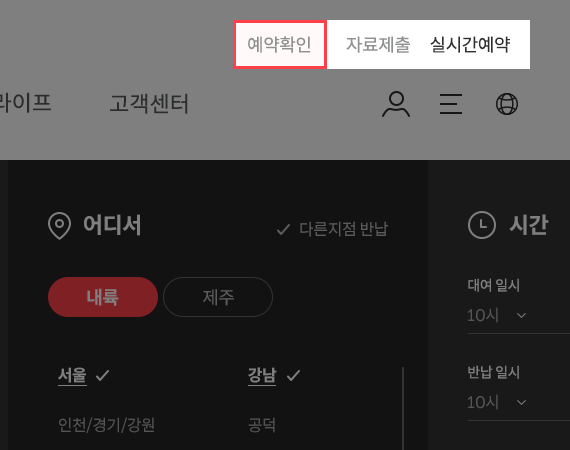 예약확인 자료제출 실시간예약
라이프 고객센터
어디서 다른지점 반납
시간
내륙 제주
대여 일시
10시
서울 강남
반납 일시
10시
인천/경기/강원 공덕